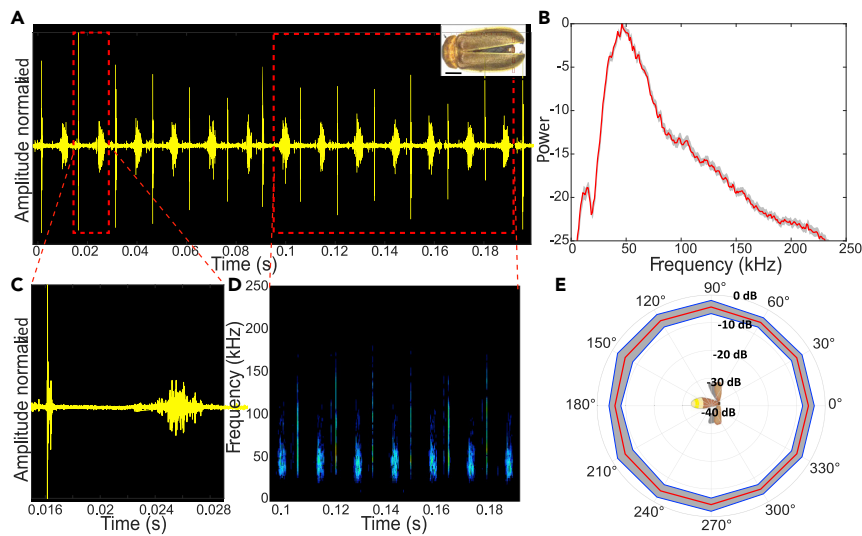 A
Amplitude normalized
0 0.02 0.04 0.06 0.08 0.1 0.12 0.14 0.16 0.18
Time (s)
B
Power
0
-5
-10
-15
-20
-25
0 50 100 150 200 250
Frequency (kHz)
C
Amplitude normalized
0.016 0.02 0.024 0.028
Time (s)
D
Frequency (kHz)
250
200
150
100
50
0
0.1 0.12 0.14 0.16 0.18
Time (s)
E
90°
120° 0 dB 60°
-10 dB
150° 30°
-20 dB
-30 dB
180° 0°
-40 dB
210° 330°
240° 300°
270°